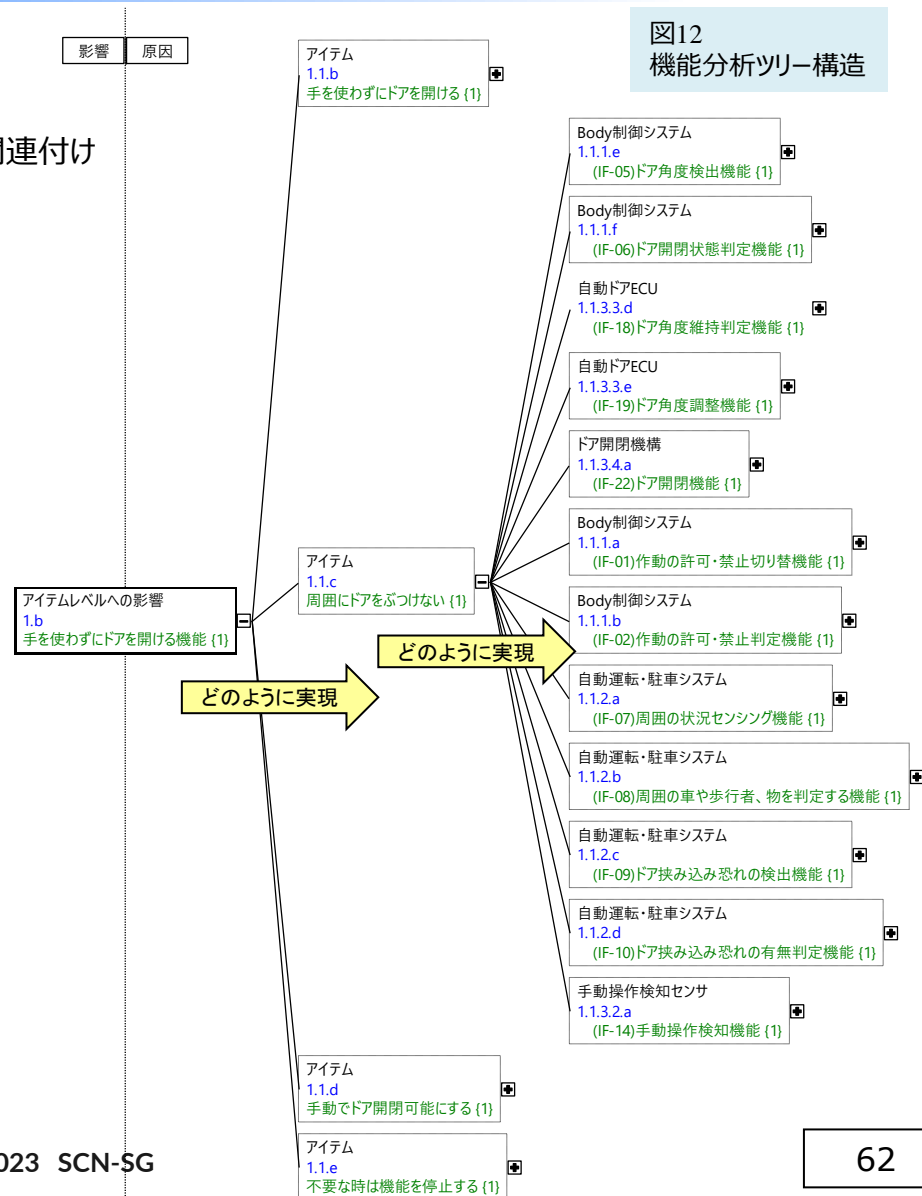 影響
原因
図12
機能分析ツリー構造
関連付け
アイテム
1.1.b
手を使わずにドアを開ける {1}
Body制御システム
1.1.1.e
(IF-05)ドア角度検出機能 {1}
Body制御システム
1.1.1.f
(IF-06)ドア開閉状態判定機能 {1}
自動ドアECU
1.1.3.3.d
(IF-18)ドア角度維持判定機能 {1}
自動ドアECU
1.1.3.3.e
(IF-19)ドア角度調整機能 {1}
ドア開閉機構
1.1.3.4.a
(IF-22)ドア開閉機能 {1}
Body制御システム
1.1.1.a
(IF-01)作動の許可・禁止切り替機能 {1}
アイテム
1.1.c
周囲にドアをぶつけない {1}
アイテムレベルへの影響
1.b
手を使わずにドアを開ける機能 {1}
Body制御システム
1.1.1.b
(IF-02)作動の許可・禁止判定機能 {1}
どのように実現
どのように実現
自動運転・駐車システム
1.1.2.a
(IF-07)周囲の状況センシング機能 {1}
自動運転・駐車システム
1.1.2.b
(IF-08)周囲の車や歩行者、物を判定する機能 {1}
自動運転・駐車システム
1.1.2.c
(IF-09)ドア挟み込み恐れの検出機能 {1}
自動運転・駐車システム
1.1.2.d
(IF-10)ドア挟み込み恐れの有無判定機能 {1}
手動操作検知センサ
1.1.3.2.a
(IF-14)手動操作検知機能 {1}
アイテム
1.1.d
手動でドア開閉可能にする {1}
アイテム
1.1.e
不要な時は機能を停止する {1}
023 SCN-SG
62